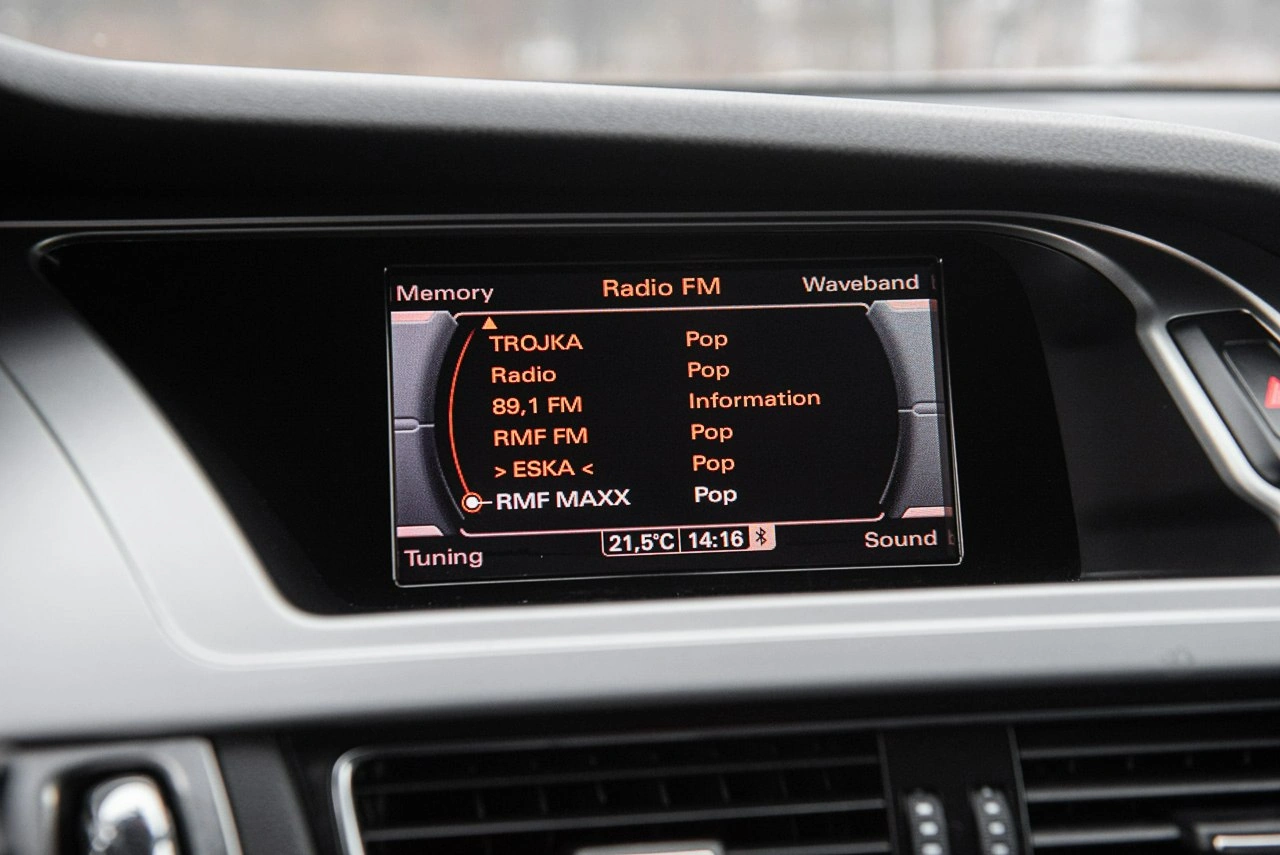 Memory Radio FM Waveband
TROJKA Pop
Radio Pop
89,1 FM Information
RMF FM Pop
> ESKA < Pop
RMF MAXX Pop
21,5°C 14:16
Tuning Sound